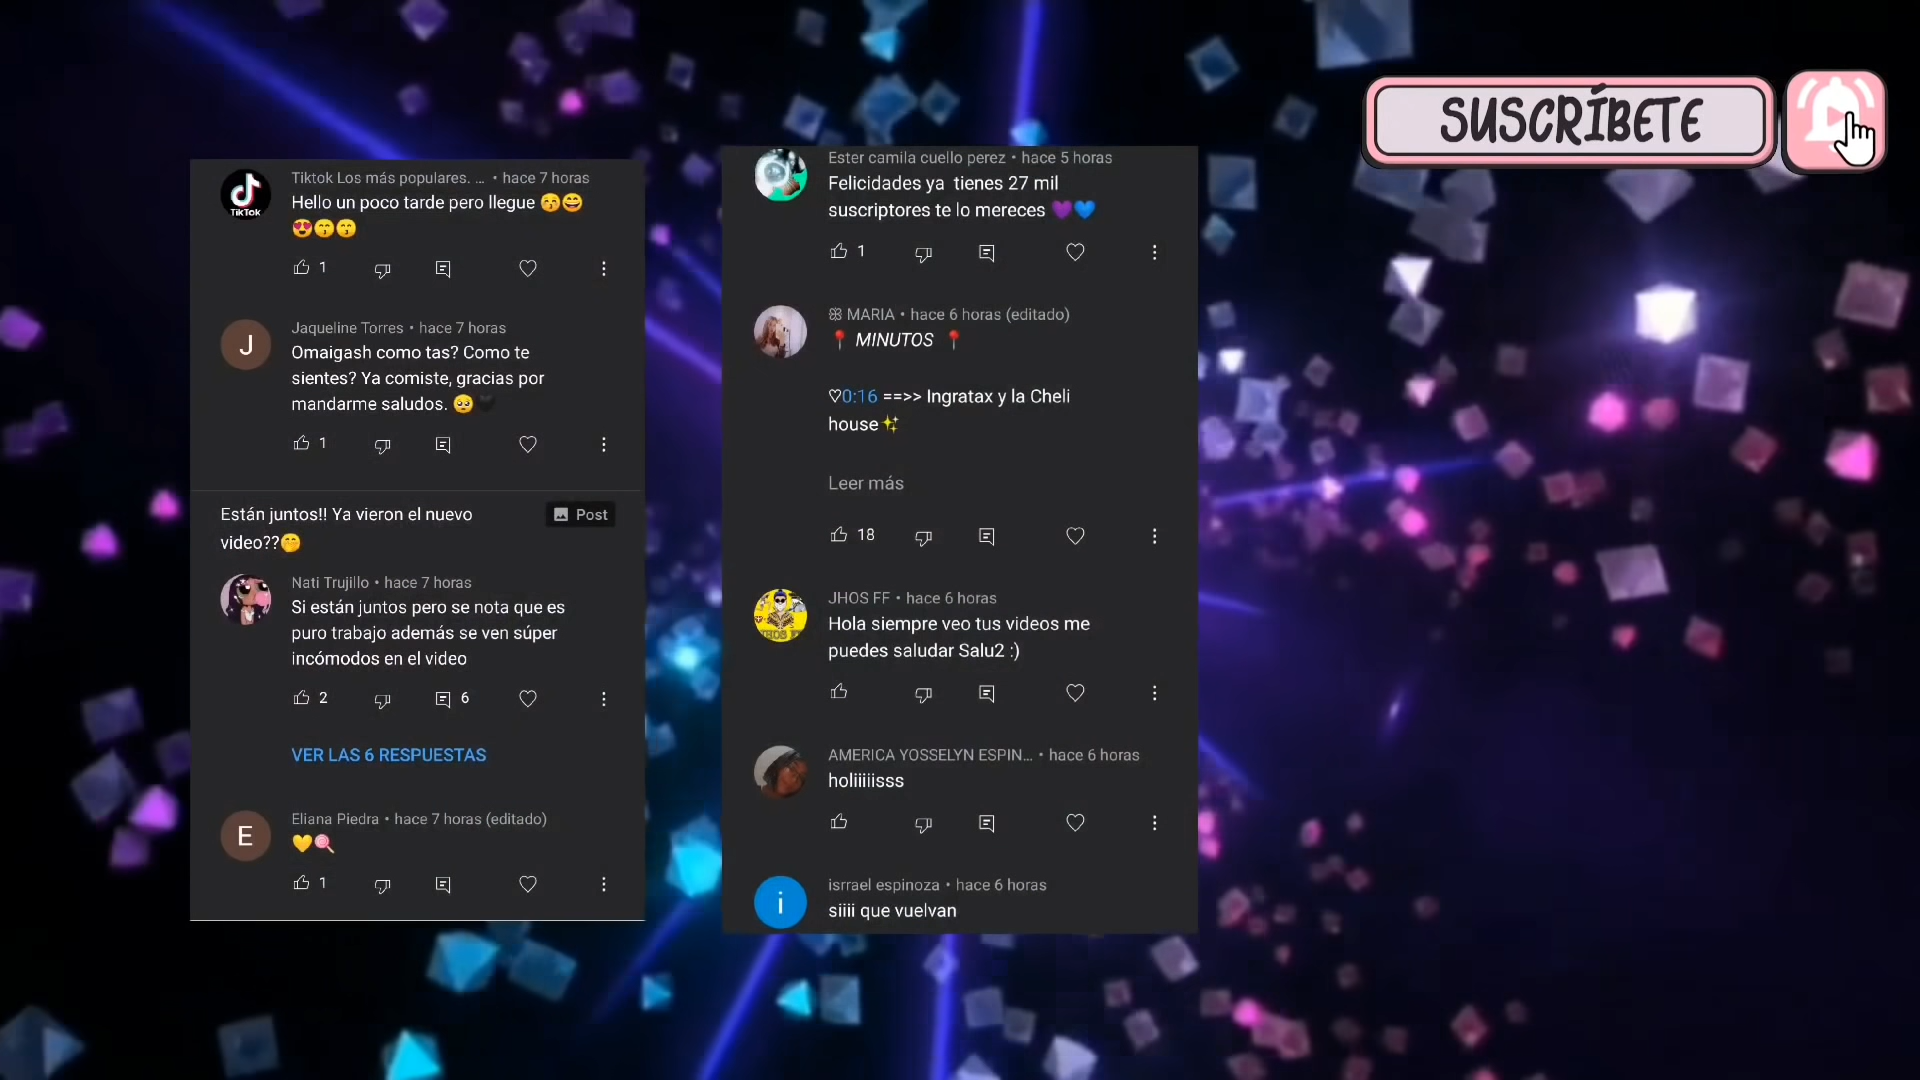 SUSCRÍBETE
TikTok
Tiktok Los más populares. ... • hace 7 horas
Hello un poco tarde pero llegue 😚😄
😍😙😙
1
J
Jaqueline Torres • hace 7 horas
Omaigash como tas? Como te
sientes? Ya comiste, gracias por
mandarme saludos. 🥺🖤
1
Están juntos!! Ya vieron el nuevo
video??🤭
Post
Nati Trujillo • hace 7 horas
Si están juntos pero se nota que es
puro trabajo además se ven súper
incómodos en el video
2 6
VER LAS 6 RESPUESTAS
E
Eliana Piedra • hace 7 horas (editado)
💛🍭
1
Ester camila cuello perez • hace 5 horas
Felicidades ya tienes 27 mil
suscriptores te lo mereces 💜💙
1
ꕥ MARIA • hace 6 horas (editado)
📍 MINUTOS 📍
♡0:16 ==>> Ingratax y la Cheli
house✨
Leer más
18
JHOS FF
JHOS FF • hace 6 horas
Hola siempre veo tus videos me
puedes saludar Salu2 :)
AMERICA YOSSELYN ESPIN... • hace 6 horas
holiiiiisss
i
isrrael espinoza • hace 6 horas
siiii que vuelvan